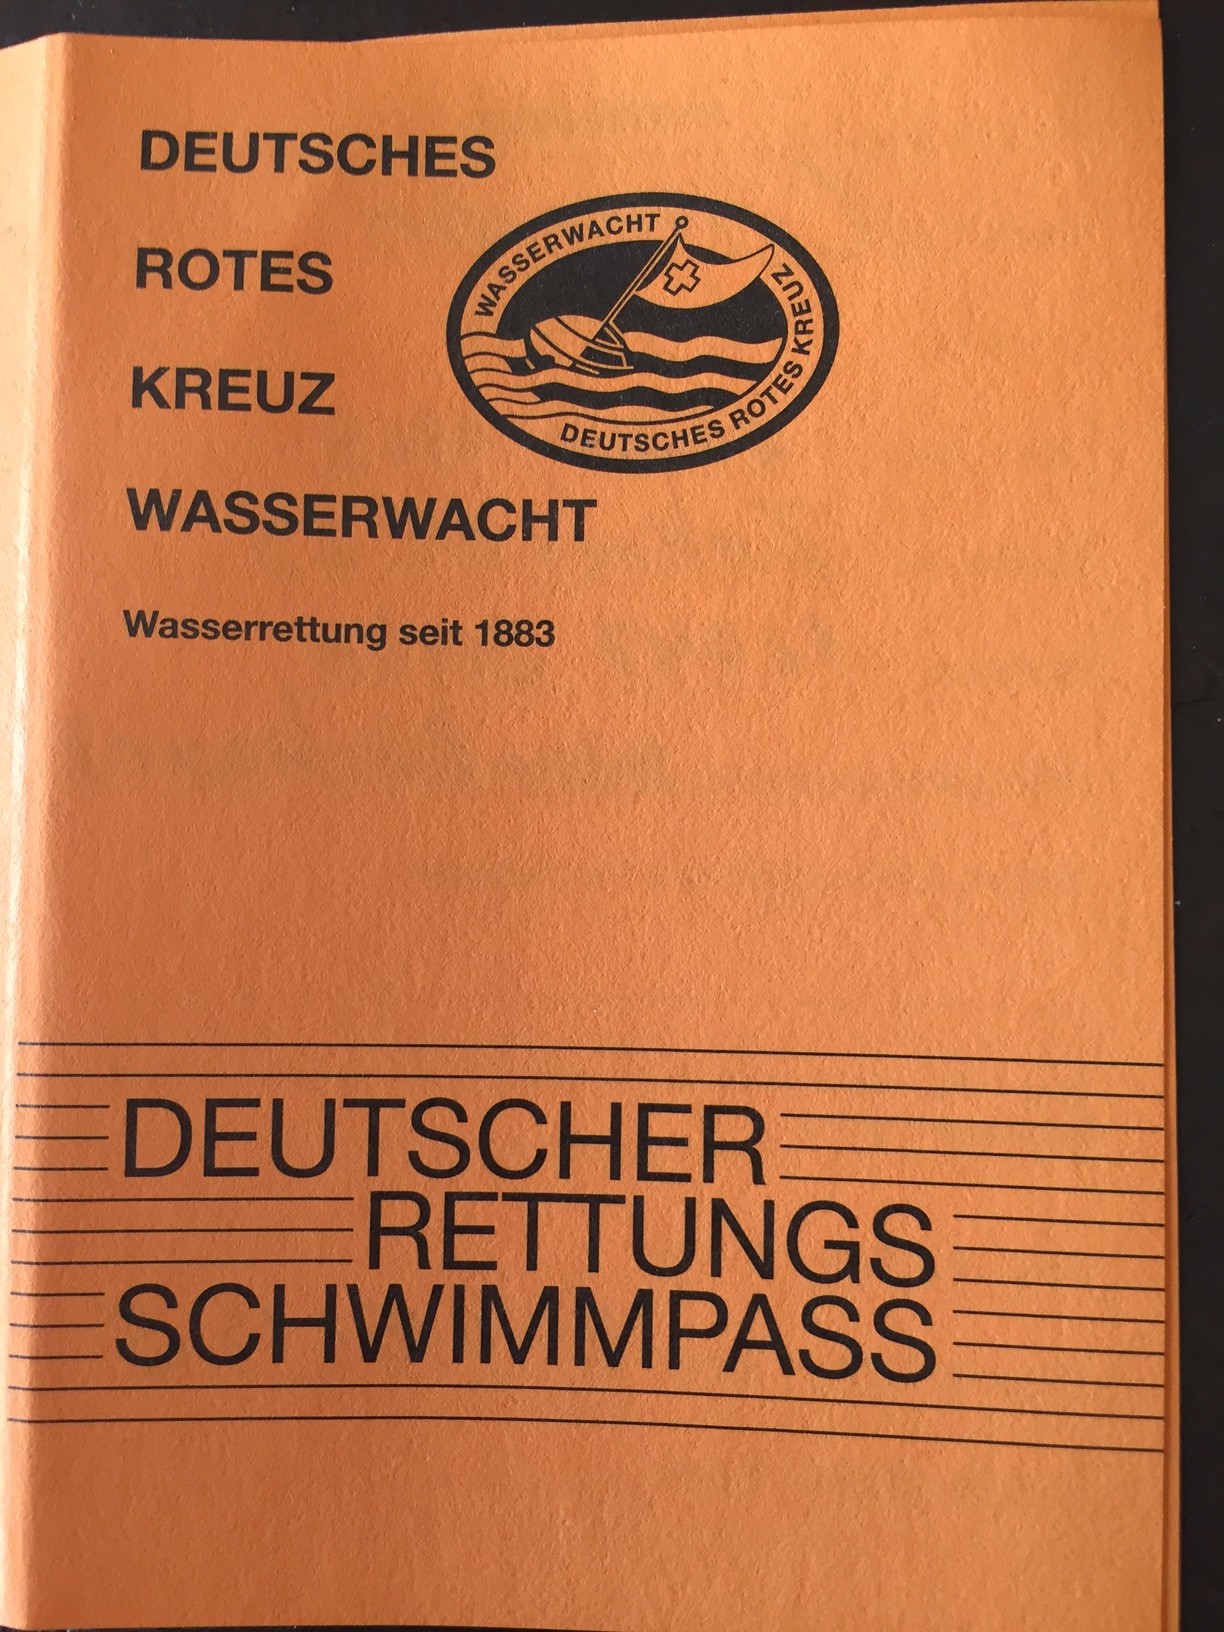 DEUTSCHES
ROTES
KREUZ
WASSERWACHT
WASSERWACHT
DEUTSCHES ROTES KREUZ
Wasserrettung seit 1883
DEUTSCHER
RETTUNGS
SCHWIMMPASS